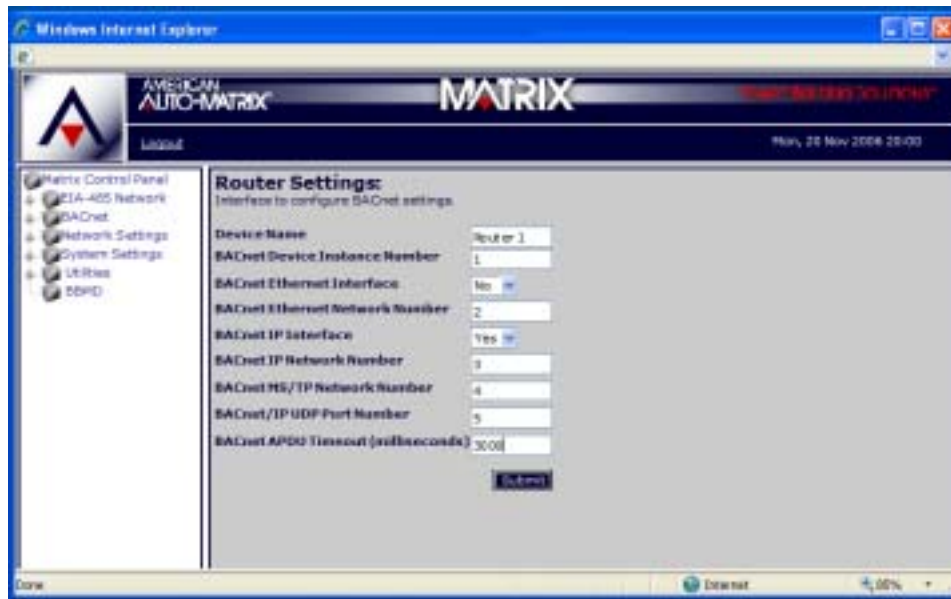 Windows Internet Explorer
AMERICAN
AUTO-MATRIX
MATRIX
Logout
Mon, 20 Nov 2006 20:00
Matrix Control Panel
EIA-485 Network
BACnet
Network Settings
System Settings
Utilities
BBMD
Router Settings:
Interface to configure BACnet settings.
Device Name
Router 1
BACnet Device Instance Number
1
BACnet Ethernet Interface
No
BACnet Ethernet Network Number
2
BACnet IP Interface
Yes
BACnet IP Network Number
3
BACnet MS/TP Network Number
4
BACnet/IP UDP Port Number
5
BACnet APDU Timeout (milliseconds)
3000
Submit
Done
Internet